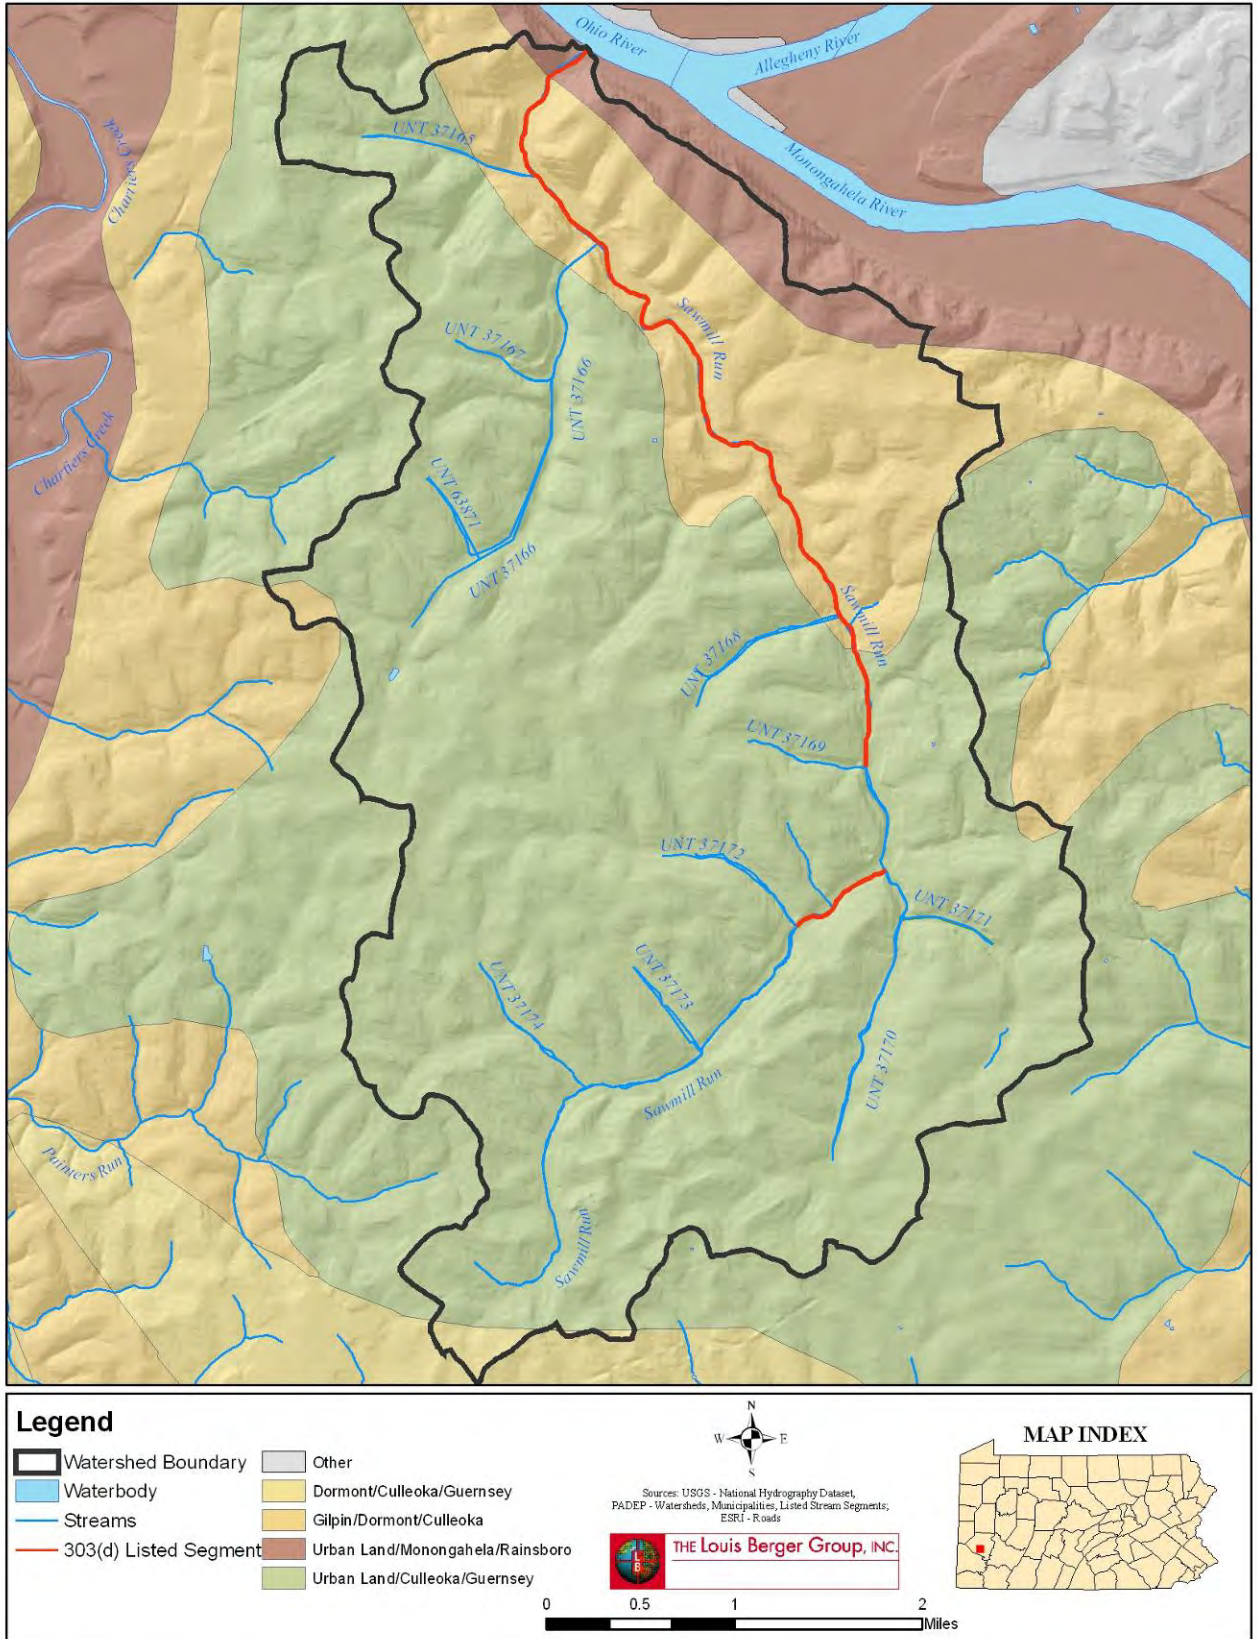 Ohio River
Allegheny River
Chartiers Creek
UNT 37165
Monongahela River
Sawmill Run
UNT 37167
UNT 37166
Chartiers Creek
UNT 63871
UNT 37166
Sawmill Run
UNT 37168
UNT 37169
UNT 37172
UNT 37121
UNT 37173
UNT 37174
UNT 37170
Sawmill Run
Painters Run
Sawmill Run
Legend
Watershed Boundary
Waterbody
Streams
303(d) Listed Segment
Other
Dormont/Culleoka/Guernsey
Gilpin/Dormont/Culleoka
Urban Land/Monongahela/Rainsboro
Urban Land/Culleoka/Guernsey
N
W E
S
Sources: USGS - National Hydrography Dataset,
PADEP - Watersheds, Municipalities, Listed Stream Segments;
ESRI - Roads
L
B
THE Louis Berger Group, INC.
0 0.5 1 2
Miles
MAP INDEX